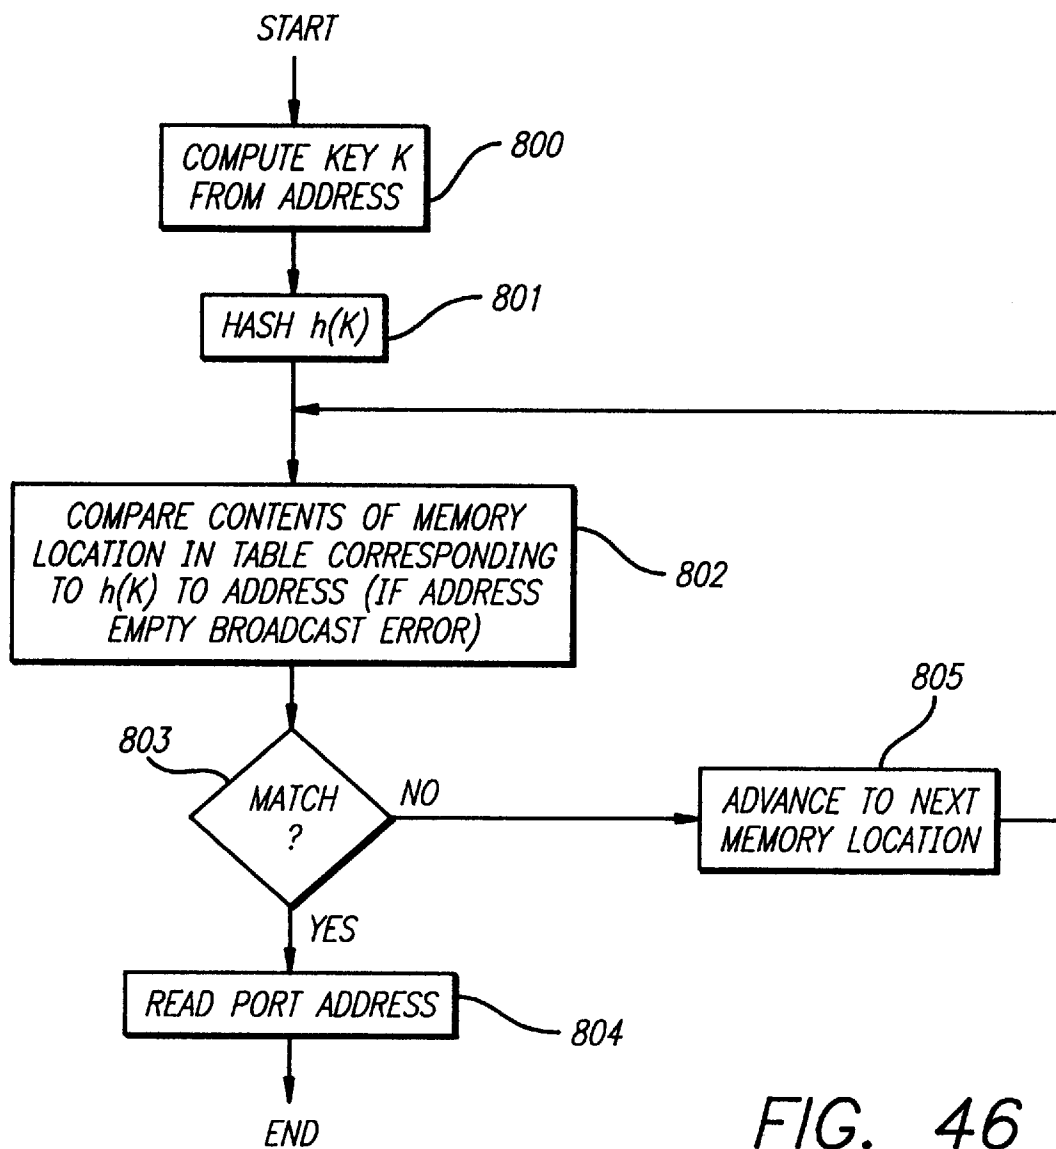 START
COMPUTE KEY K
FROM ADDRESS
800
HASH h(K)
801
COMPARE CONTENTS OF MEMORY
LOCATION IN TABLE CORRESPONDING
TO h(K) TO ADDRESS (IF ADDRESS
EMPTY BROADCAST ERROR)
802
803
MATCH
?
NO
805
ADVANCE TO NEXT
MEMORY LOCATION
YES
READ PORT ADDRESS
804
END
FIG. 46